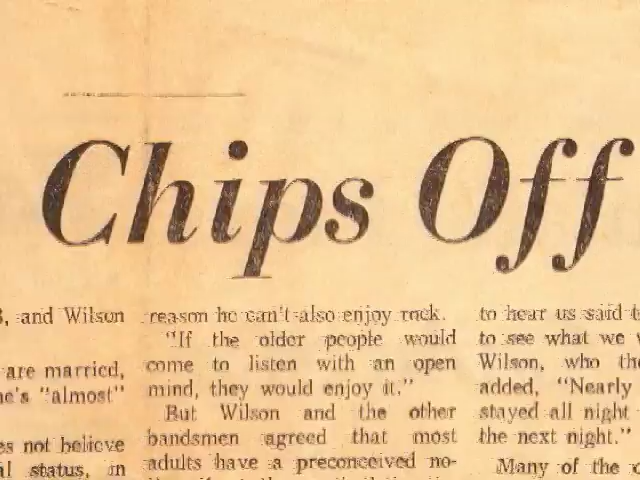 Chips Off
3, and Wilson
are married,
he's "almost"
es not believe
al status, in
reason he can't also enjoy rock.
"If the older people would
come to listen with an open
mind, they would enjoy it."
But Wilson and the other
bandsmen agreed that most
adults have a preconceived no-
to hear us said
to see what we
Wilson, who
added, "Nearly
stayed all night
the next night."
Many of the